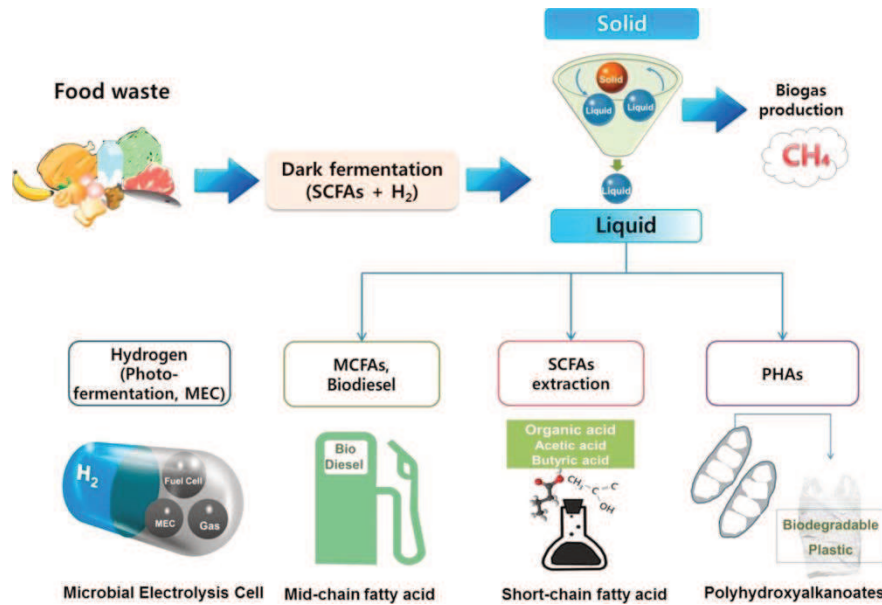 Solid
Food waste
Solid
Liquid
Liquid
Biogas
production
CH₄
Dark fermentation
(SCFAs + H₂)
Liquid
Liquid
Hydrogen
(Photo-
fermentation, MEC)
MCFAs,
Biodiesel
SCFAs
extraction
PHAs
H₂
Fuel Cell
MEC
Gas
Bio
Diesel
Organic acid
Acetic acid
Butyric acid
CH₃ C C
OH
Biodegradable
Plastic
Microbial Electrolysis Cell
Mid-chain fatty acid
Short-chain fatty acid
Polyhydroxyalkanoates